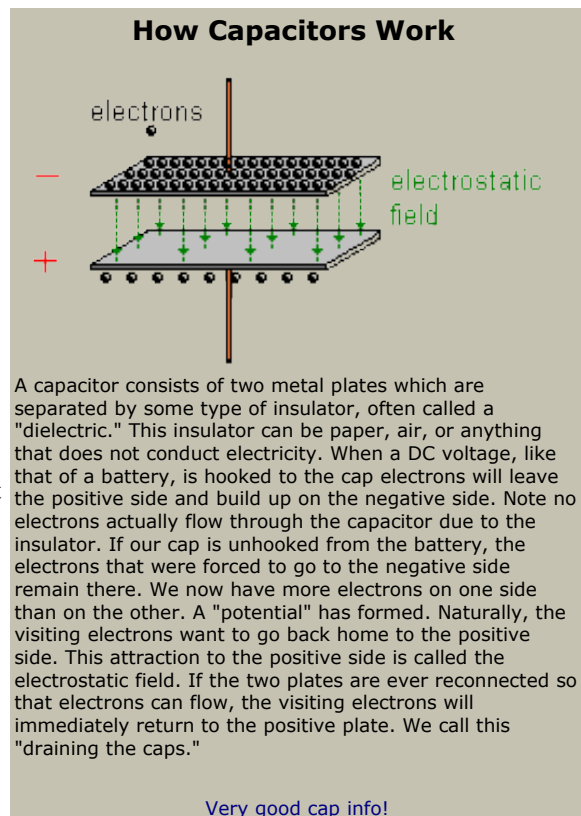 How Capacitors Work
electrons
−
electrostatic
field
+
A capacitor consists of two metal plates which are
separated by some type of insulator, often called a
"dielectric." This insulator can be paper, air, or anything
that does not conduct electricity. When a DC voltage, like
that of a battery, is hooked to the cap electrons will leave
the positive side and build up on the negative side. Note no
electrons actually flow through the capacitor due to the
insulator. If our cap is unhooked from the battery, the
electrons that were forced to go to the negative side
remain there. We now have more electrons on one side
than on the other. A "potential" has formed. Naturally, the
visiting electrons want to go back home to the positive
side. This attraction to the positive side is called the
electrostatic field. If the two plates are ever reconnected so
that electrons can flow, the visiting electrons will
immediately return to the positive plate. We call this
"draining the caps."
Very good cap info!